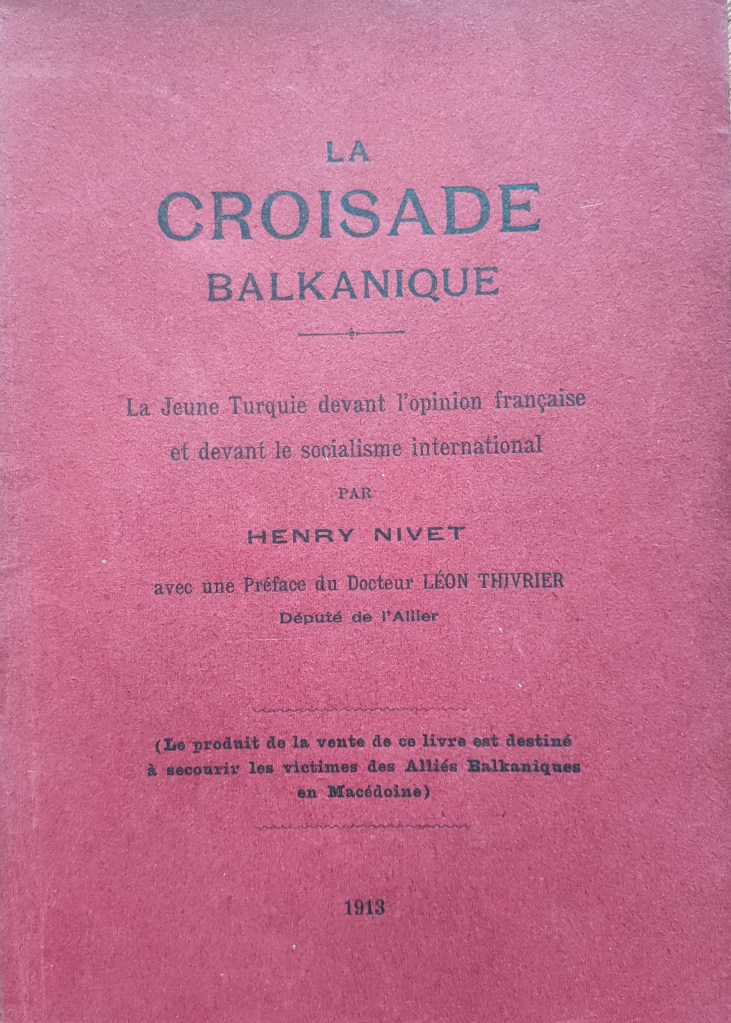 LA
CROISADE
BALKANIQUE
La Jeune Turquie devant l'opinion française
et devant le socialisme international
PAR
HENRY NIVET
avec une Préface du Docteur LÉON THIVRIER
Député de l'Allier
(Le produit de la vente de ce livre est destiné
à secourir les victimes des Alliés Balkaniques
en Macédoine)
1913